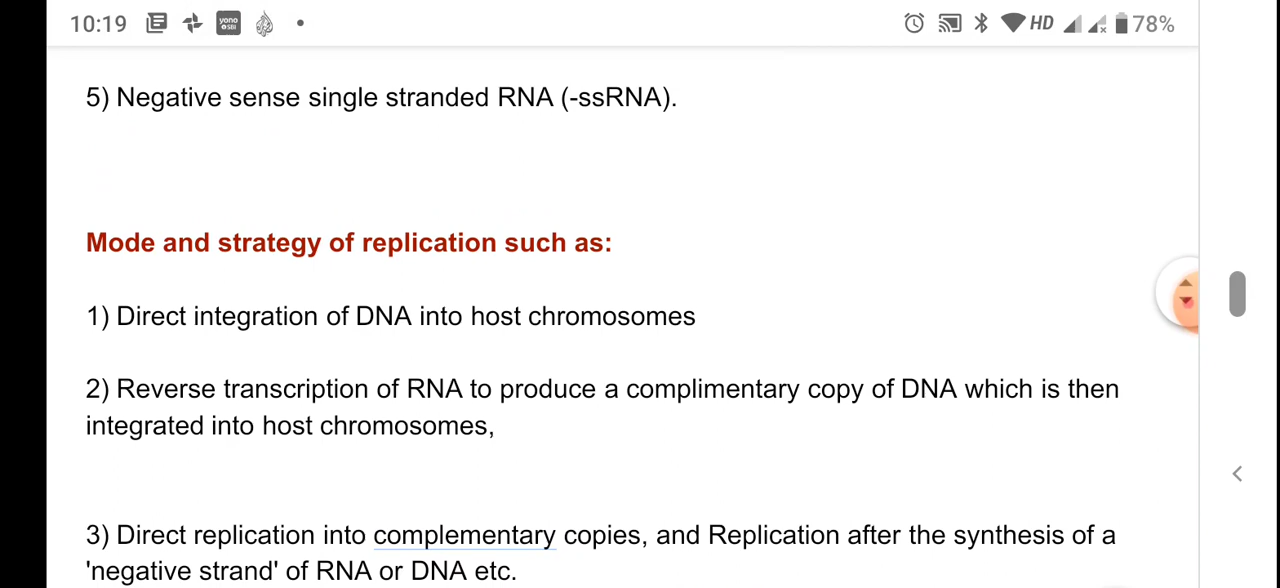 10:19 yono SBI HD 78%
5) Negative sense single stranded RNA (-ssRNA).
Mode and strategy of replication such as:
1) Direct integration of DNA into host chromosomes
2) Reverse transcription of RNA to produce a complimentary copy of DNA which is then
integrated into host chromosomes,
3) Direct replication into complementary copies, and Replication after the synthesis of a
'negative strand' of RNA or DNA etc.